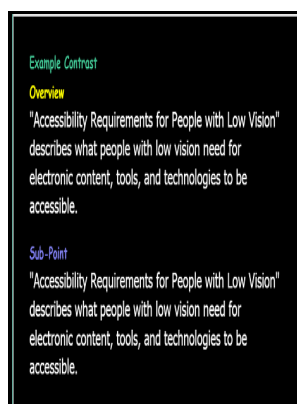 Example Contrast
Overview
"Accessibility Requirements for People with Low Vision"
describes what people with low vision need for
electronic content, tools, and technologies to be
accessible.
Sub-Point
"Accessibility Requirements for People with Low Vision"
describes what people with low vision need for
electronic content, tools, and technologies to be
accessible.